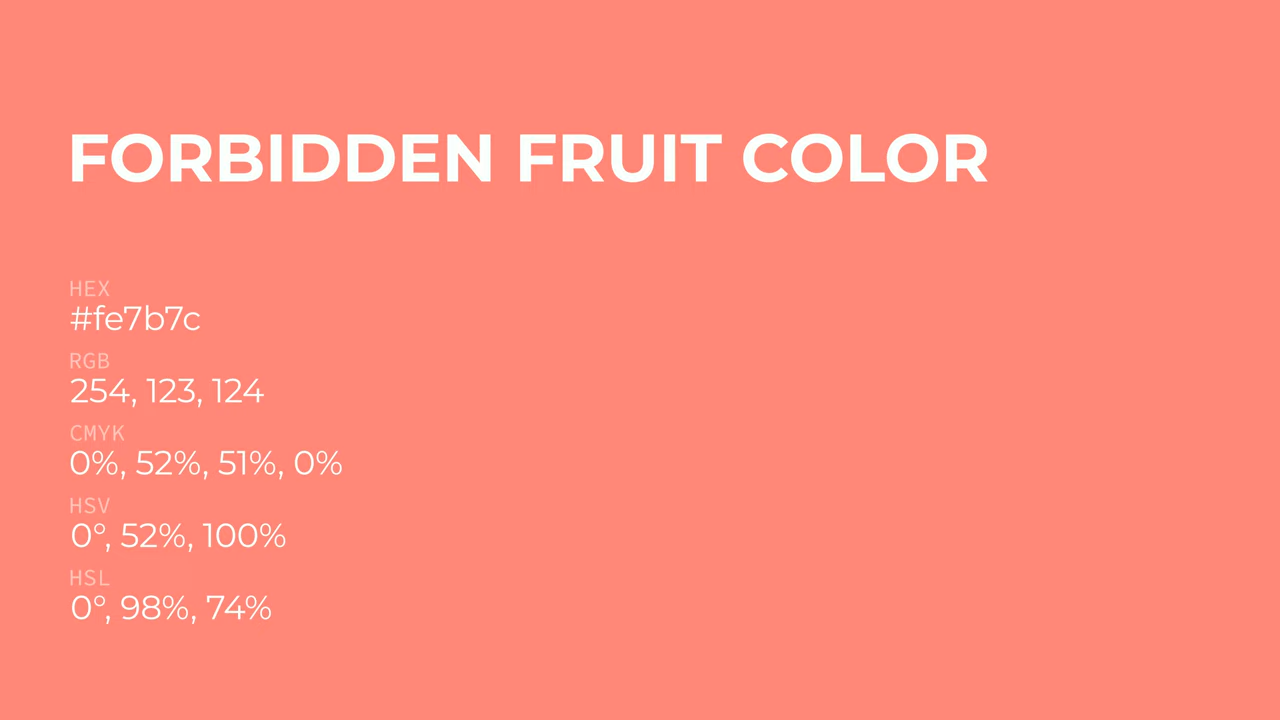 FORBIDDEN FRUIT COLOR
HEX
#fe7b7c
RGB
254, 123, 124
CMYK
0%, 52%, 51%, 0%
HSV
0°, 52%, 100%
HSL
0°, 98%, 74%